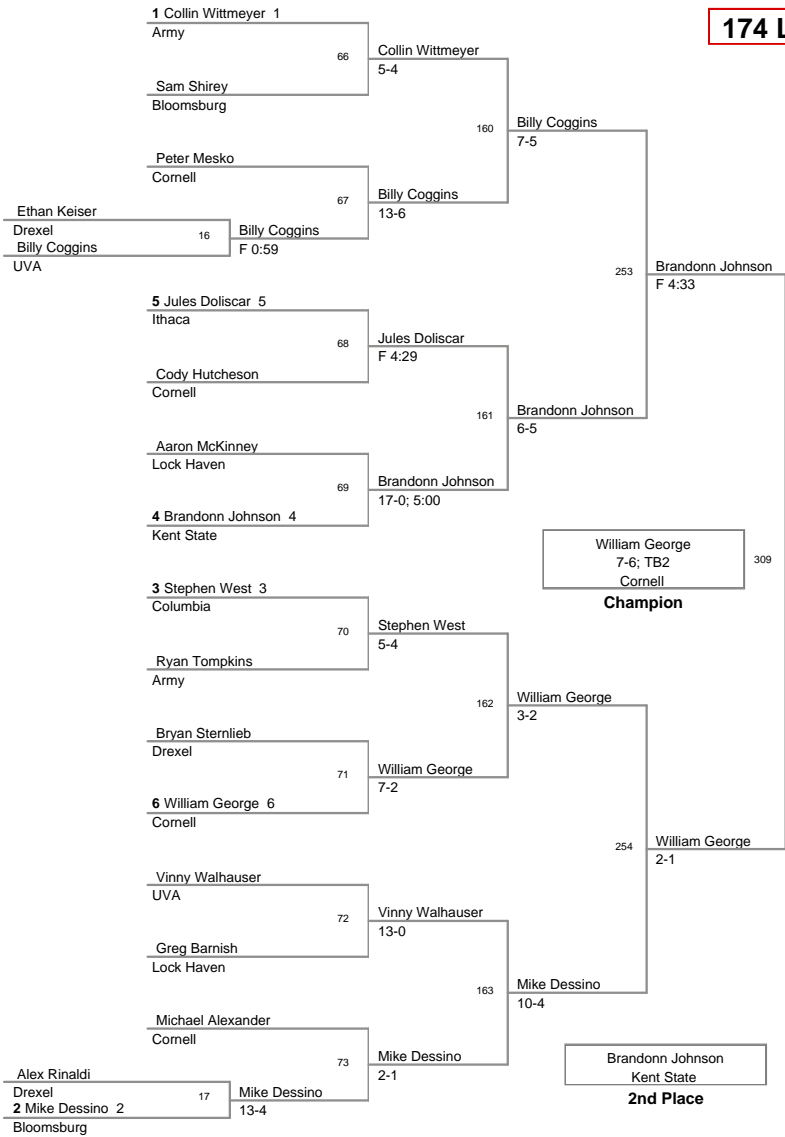 1 Collin Wittmeyer 1
Army
174 L
66
Collin Wittmeyer
5-4
Sam Shirey
Bloomsburg
160
Billy Coggins
7-5
Peter Mesko
Cornell
67
Billy Coggins
13-6
Ethan Keiser
Drexel
16
Billy Coggins
F 0:59
Billy Coggins
UVA
253
Brandonn Johnson
F 4:33
5 Jules Doliscar 5
Ithaca
68
Jules Doliscar
F 4:29
Cody Hutcheson
Cornell
161
Brandonn Johnson
6-5
Aaron McKinney
Lock Haven
69
Brandonn Johnson
17-0; 5:00
4 Brandonn Johnson 4
Kent State
William George
7-6; TB2
Cornell
309
Champion
3 Stephen West 3
Columbia
70
Stephen West
5-4
Ryan Tompkins
Army
162
William George
3-2
Bryan Sternlieb
Drexel
71
William George
7-2
6 William George 6
Cornell
254
William George
2-1
Vinny Walhauser
UVA
72
Vinny Walhauser
13-0
Greg Barnish
Lock Haven
163
Mike Dessino
10-4
Michael Alexander
Cornell
73
Mike Dessino
2-1
Alex Rinaldi
Drexel
17
Mike Dessino
13-4
2 Mike Dessino 2
Bloomsburg
Brandonn Johnson
Kent State
2nd Place